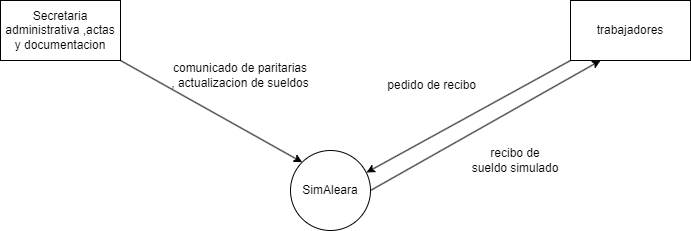 Secretaria
administrativa ,actas
y documentacion
trabajadores
comunicado de paritarias
, actualizacion de sueldos
pedido de recibo
recibo de
sueldo simulado
SimAleara